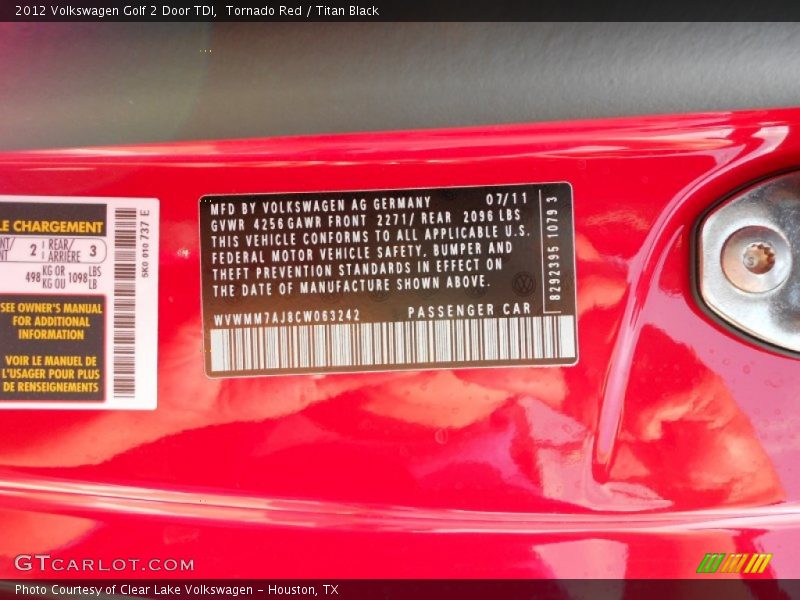 2012 Volkswagen Golf 2 Door TDI,  Tornado Red / Titan Black
LE CHARGEMENT
NT/ 2 REAR/ 3
NT ARRIÈRE
498 KG OR 1098 LBS
KG OU LB
SEE OWNER'S MANUAL
FOR ADDITIONAL
INFORMATION
VOIR LE MANUEL DE
L'USAGER POUR PLUS
DE RENSEIGNEMENTS
5K0 010 737 E
MFD BY VOLKSWAGEN AG GERMANY 07/11
GVWR 4256 GAWR FRONT 2271/ REAR 2096 LBS
THIS VEHICLE CONFORMS TO ALL APPLICABLE U.S.
FEDERAL MOTOR VEHICLE SAFETY, BUMPER AND
THEFT PREVENTION STANDARDS IN EFFECT ON
THE DATE OF MANUFACTURE SHOWN ABOVE.
WVWMM7AJ8CW063242 PASSENGER CAR
8292395 1079 3
GTCARLOT.COM
Photo Courtesy of Clear Lake Volkswagen - Houston, TX